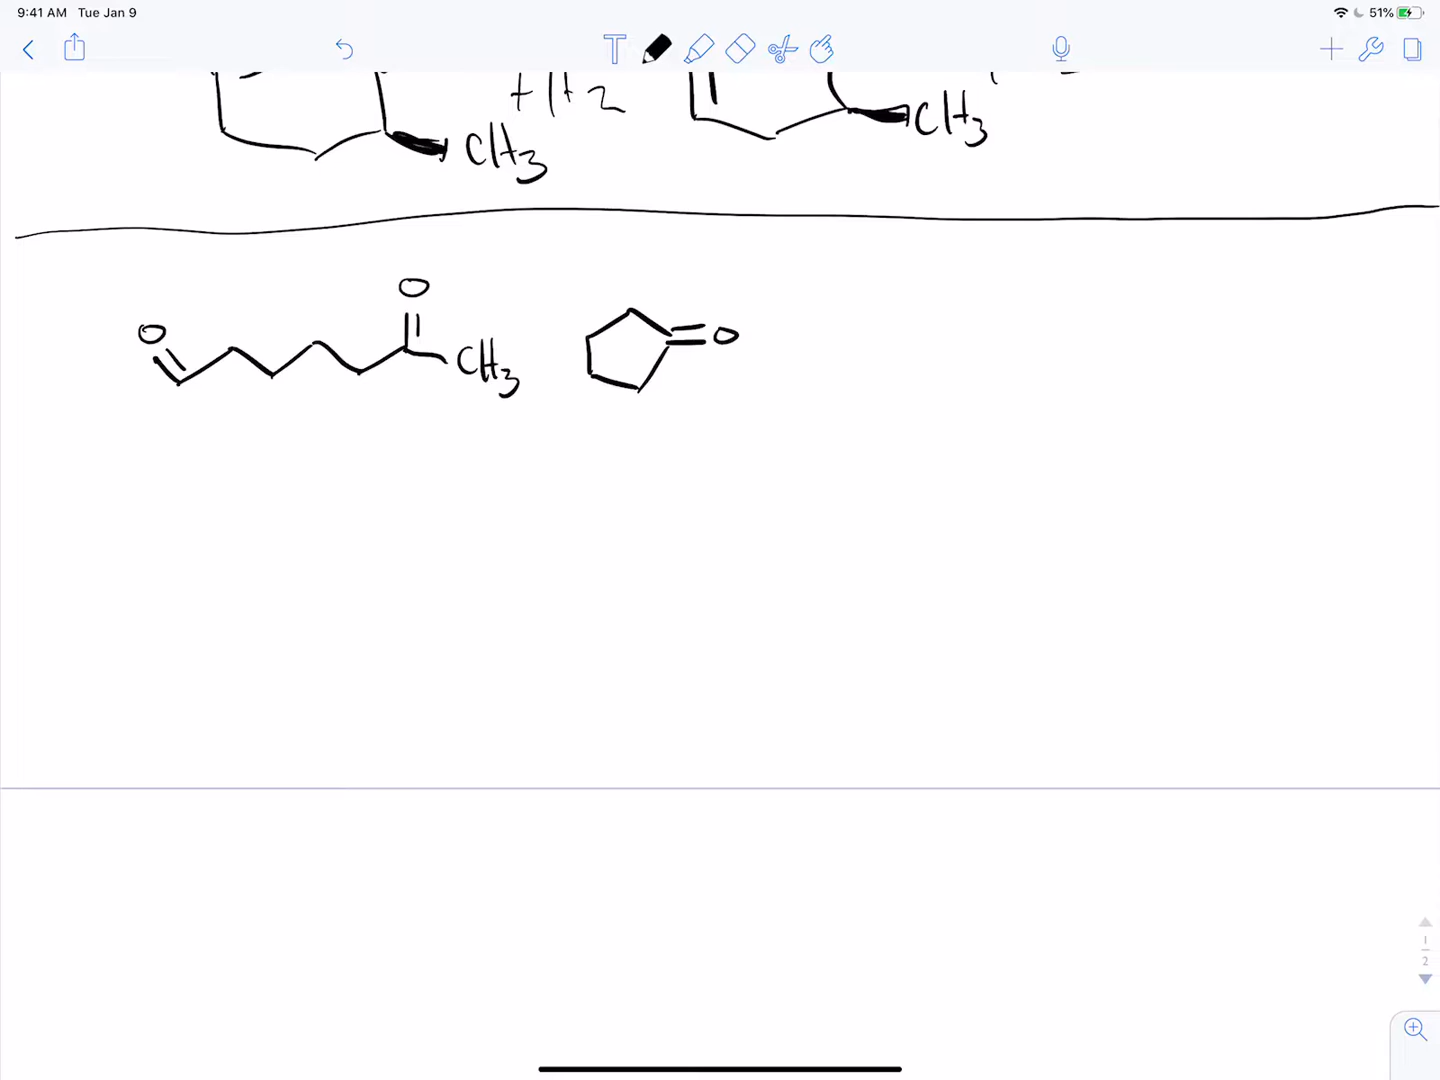 9:41 AM Tue Jan 9
51%
T
+ H2
CH3
CH3
O
O
CH3
O
1
2